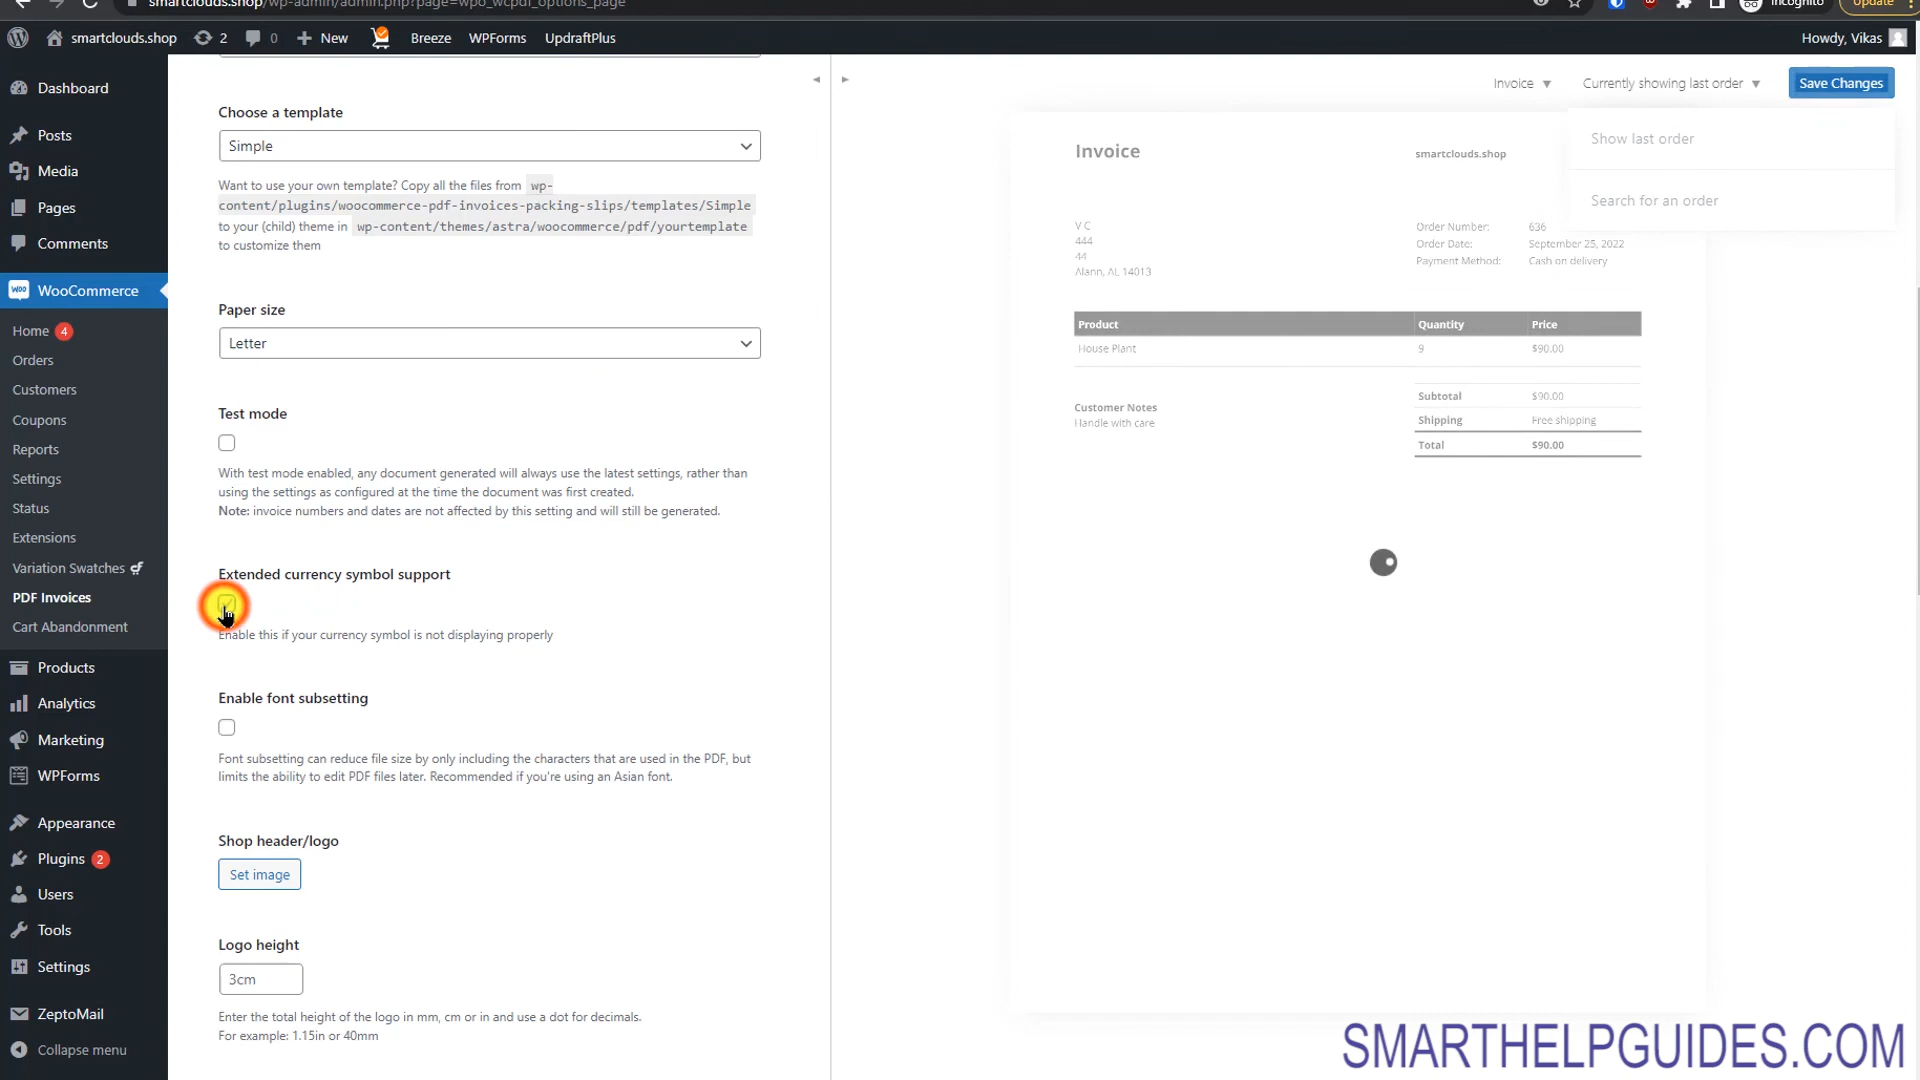 smartclouds.shop/wp-admin/admin.php?page=wpo_wcpdf_options_page
Incognito
Update
smartclouds.shop
2
0
New
Breeze
WPForms
UpdraftPlus
Howdy, Vikas
Dashboard
Posts
Media
Pages
Comments
WooCommerce
Home 4
Orders
Customers
Coupons
Reports
Settings
Status
Extensions
Variation Swatches
PDF Invoices
Cart Abandonment
Products
Analytics
Marketing
WPForms
Appearance
Plugins 2
Users
Tools
Settings
ZeptoMail
Collapse menu
Choose a template
Simple
Want to use your own template? Copy all the files from wp-
content/plugins/woocommerce-pdf-invoices-packing-slips/templates/Simple
to your (child) theme in wp-content/themes/astra/woocommerce/pdf/yourtemplate
to customize them
Paper size
Letter
Test mode
With test mode enabled, any document generated will always use the latest settings, rather than
using the settings as configured at the time the document was first created.
Note: invoice numbers and dates are not affected by this setting and will still be generated.
Extended currency symbol support
Enable this if your currency symbol is not displaying properly
Enable font subsetting
Font subsetting can reduce file size by only including the characters that are used in the PDF, but
limits the ability to edit PDF files later. Recommended if you're using an Asian font.
Shop header/logo
Set image
Logo height
3cm
Enter the total height of the logo in mm, cm or in and use a dot for decimals.
For example: 1.15in or 40mm
Invoice
Currently showing last order
Save Changes
Show last order
Search for an order
Invoice
smartclouds.shop
V C
444
44
Alann, AL 14013
Order Number: 636
Order Date: September 25, 2022
Payment Method: Cash on delivery
Product Quantity Price
House Plant 9 $90.00
Subtotal $90.00
Shipping Free shipping
Total $90.00
Customer Notes
Handle with care
SMARTHELPGUIDES.COM